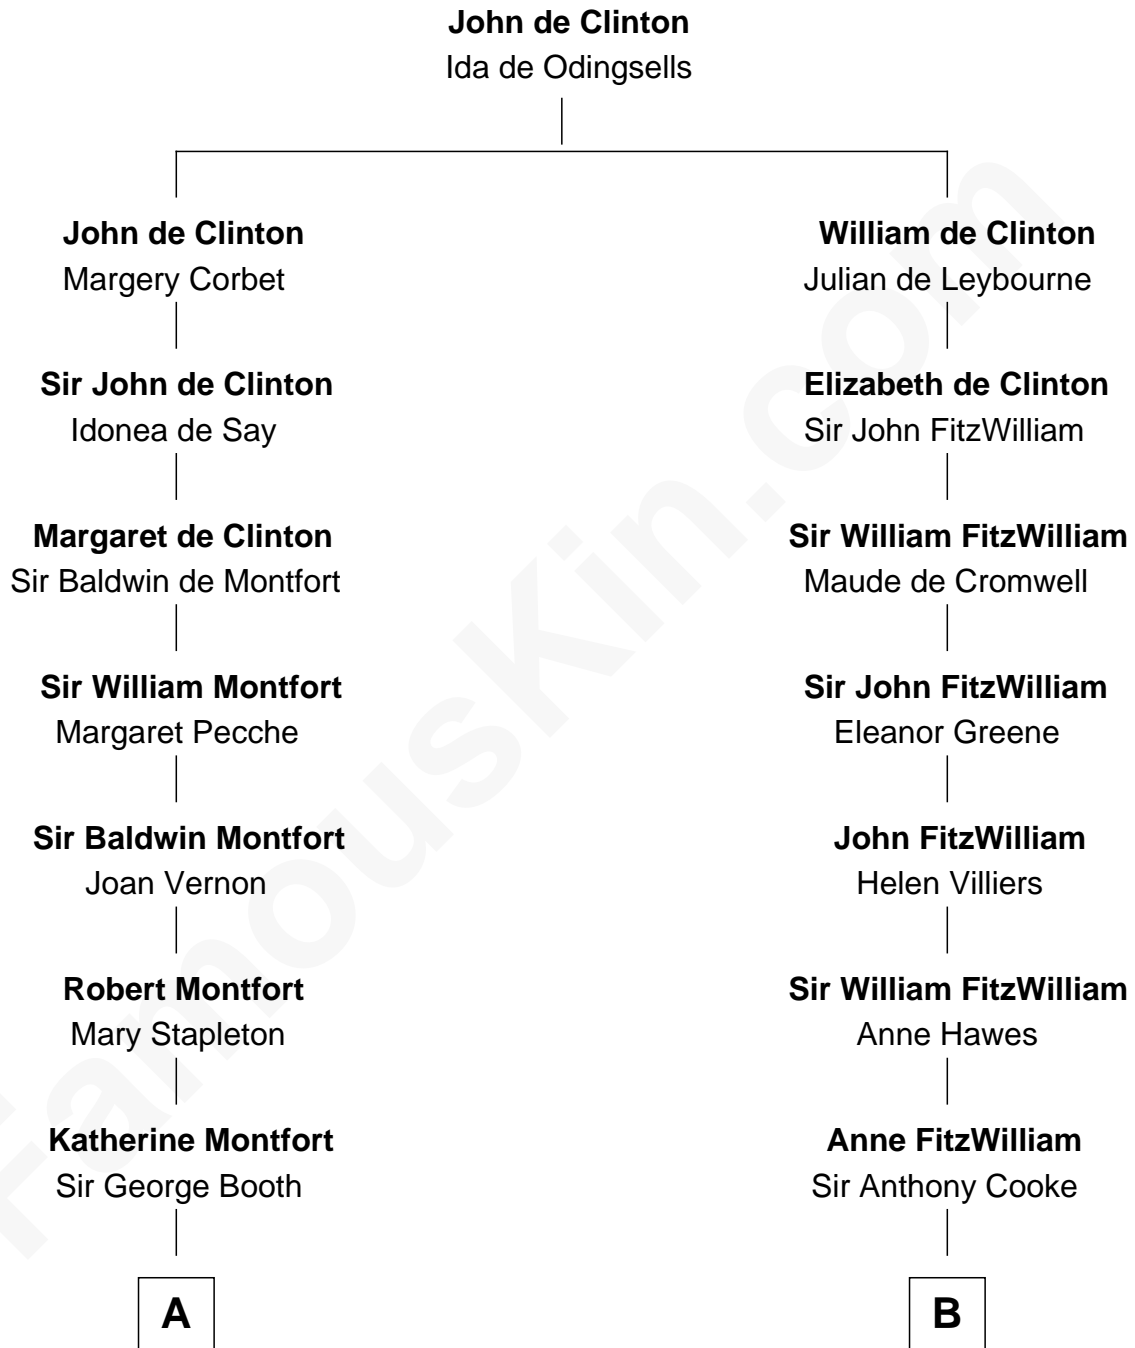 John de Clinton
Ida de Odingsells
John de Clinton
Margery Corbet
William de Clinton
Julian de Leybourne
Sir John de Clinton
Idonea de Say
Elizabeth de Clinton
Sir John FitzWilliam
Margaret de Clinton
Sir Baldwin de Montfort
Sir William FitzWilliam
Maude de Cromwell
Sir William Montfort
Margaret Pecche
Sir John FitzWilliam
Eleanor Greene
Sir Baldwin Montfort
Joan Vernon
John FitzWilliam
Helen Villiers
Robert Montfort
Mary Stapleton
Sir William FitzWilliam
Anne Hawes
Katherine Montfort
Sir George Booth
Anne FitzWilliam
Sir Anthony Cooke
A
B
FamousKin.com